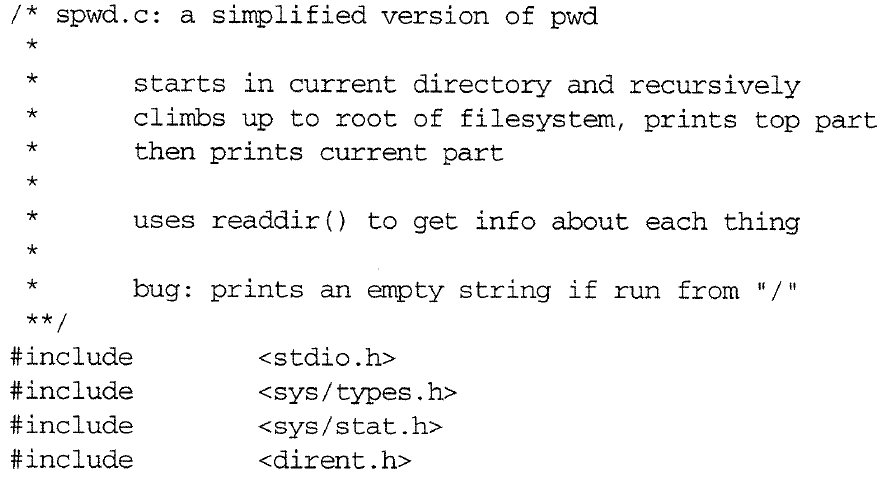 /* spwd.c: a simplified version of pwd
 *
 *      starts in current directory and recursively
 *      climbs up to root of filesystem, prints top part
 *      then prints current part
 *
 *      uses readdir() to get info about each thing
 *
 *      bug: prints an empty string if run from "/"
 **/
#include        <stdio.h>
#include        <sys/types.h>
#include        <sys/stat.h>
#include        <dirent.h>